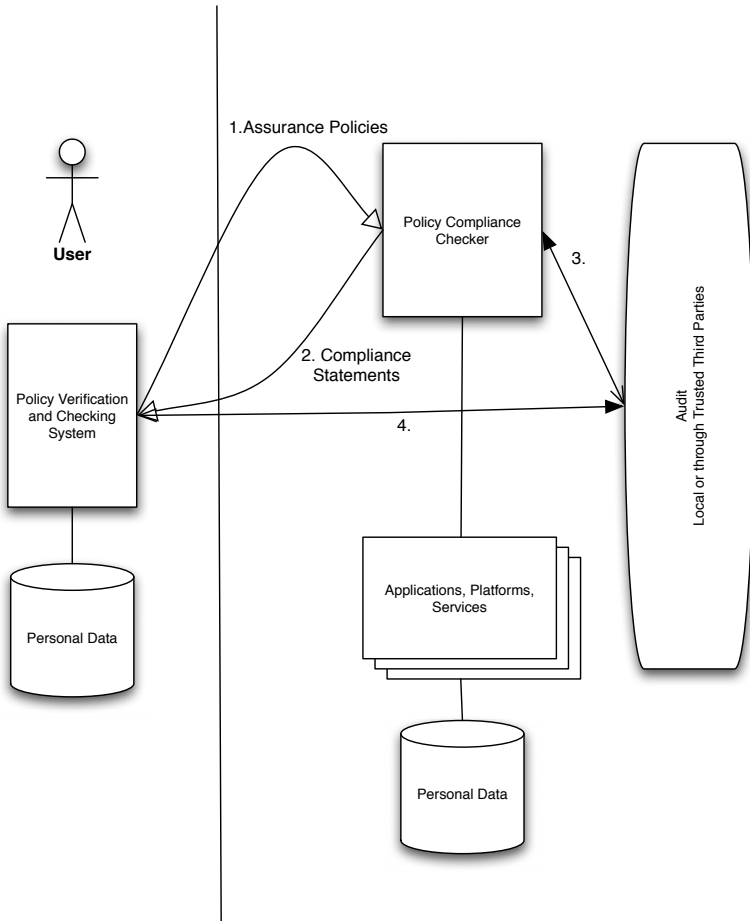 1.Assurance Policies
User
Policy Compliance
Checker
3.
2. Compliance
Statements
Policy Verification
and Checking
System
4.
Audit
Local or through Trusted Third Parties
Applications, Platforms,
Services
Personal Data
Personal Data